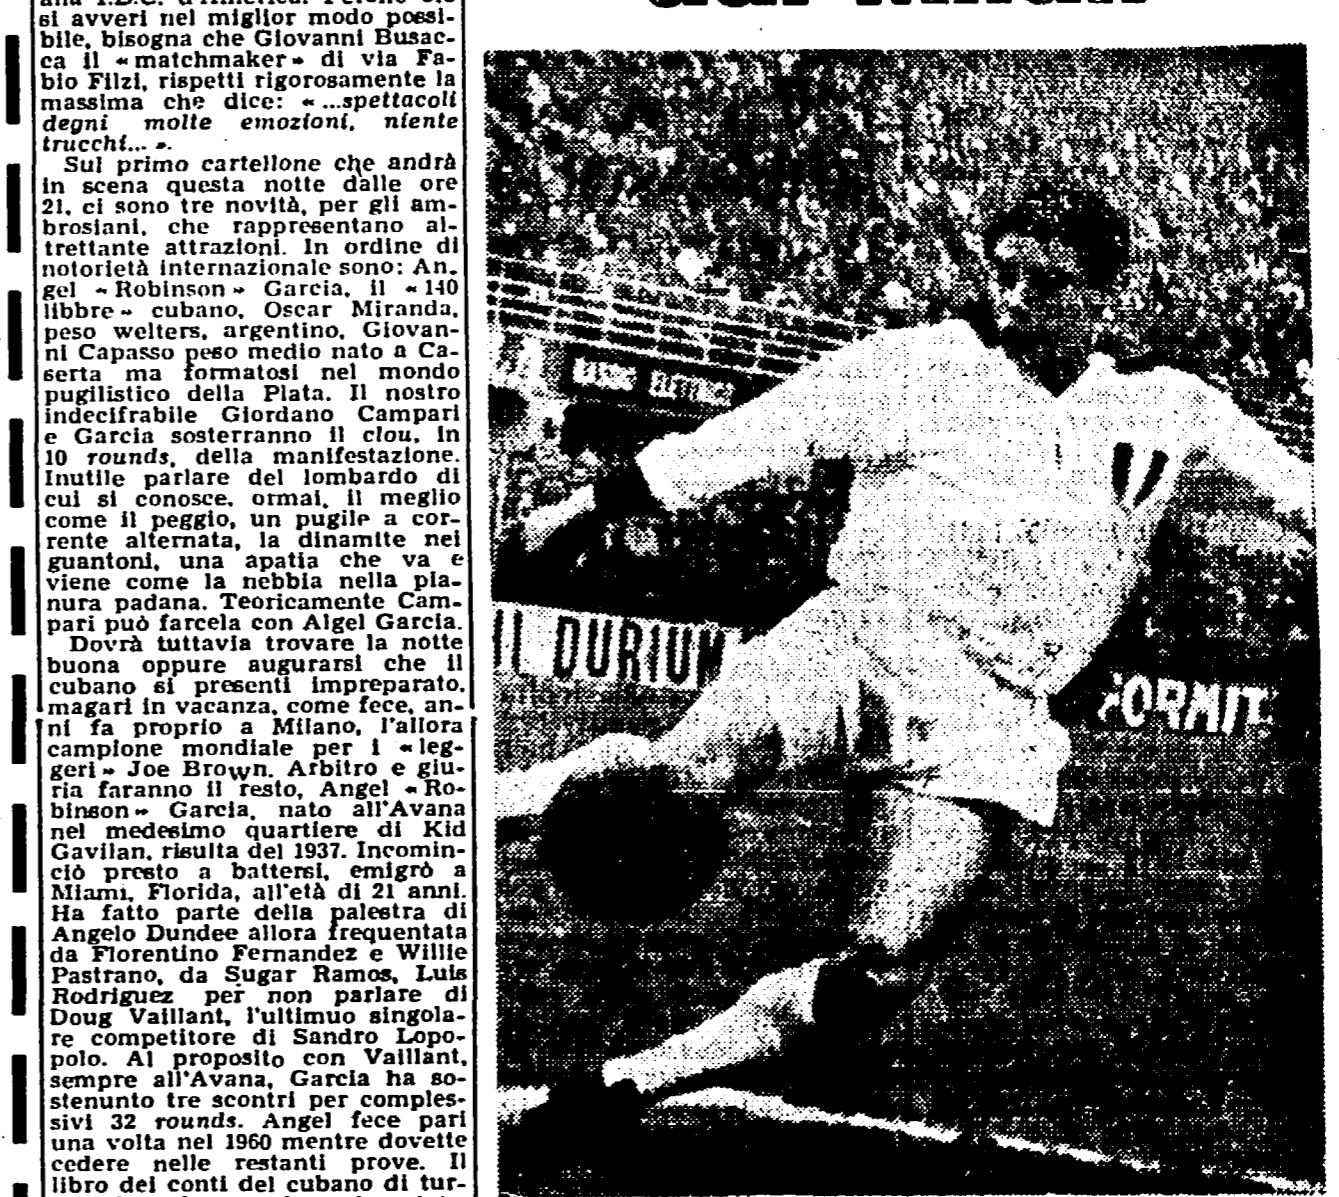 si avveri nel miglior modo possi-
bile, bisogna che Giovanni Busac-
ca il «matchmaker» di via Fa-
bio Filzi, rispetti rigorosamente la
massima che dice: «...spettacoli
degni molte emozioni, niente
trucchi...».
Sul primo cartellone che andrà
in scena questa notte dalle ore
21, ci sono tre novità, per gli am-
brosiani, che rappresentano al-
trettante attrazioni. In ordine di
notorietà internazionale sono: An-
gel «Robinson» Garcia, il «140
libbre» cubano, Oscar Miranda,
peso welters, argentino, Giovan-
ni Capasso peso medio nato a Ca-
serta ma formatosi nel mondo
pugilistico della Plata. Il nostro
indecifrabile Giordano Campari
e Garcia sosterranno il clou, in
10 rounds, della manifestazione.
Inutile parlare del lombardo di
cui si conosce, ormai, il meglio
come il peggio, un pugile a cor-
rente alternata, la dinamite nei
guantoni, una apatia che va e
viene come la nebbia nella pia-
nura padana. Teoricamente Cam-
pari può farcela con Algel Garcia.
Dovrà tuttavia trovare la notte
buona oppure augurarsi che il
cubano si presenti impreparato,
magari in vacanza, come fece, an-
ni fa proprio a Milano, l'allora
campione mondiale per i «leg-
geri» Joe Brown. Arbitro e giu-
ria faranno il resto, Angel «Ro-
binson» Garcia, nato all'Avana
nel medesimo quartiere di Kid
Gavilan, risulta del 1937. Incomin-
ciò presto a battersi, emigrò a
Miami, Florida, all'età di 21 anni.
Ha fatto parte della palestra di
Angelo Dundee allora frequentata
da Florentino Fernandez e Willie
Pastrano, da Sugar Ramos, Luis
Rodriguez per non parlare di
Doug Vaillant, l'ultimuo singola-
re competitore di Sandro Lopo-
polo. Al proposito con Vaillant,
sempre all'Avana, Garcia ha so-
stenunto tre scontri per comples-
sivi 32 rounds. Angel fece pari
una volta nel 1960 mentre dovette
cedere nelle restanti prove. Il
libro dei conti del cubano di tur-
DURIUM